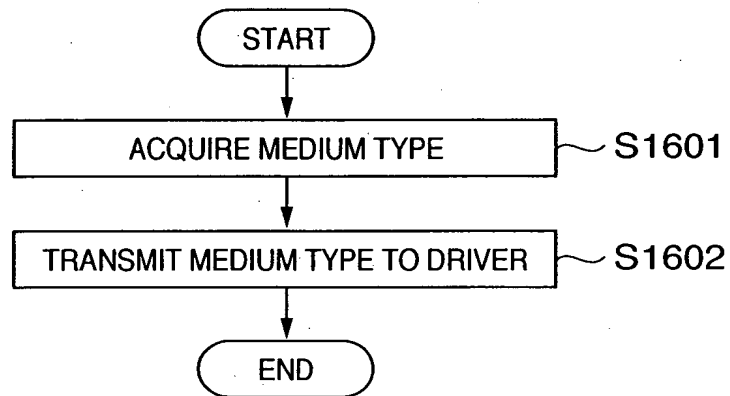 START
ACQUIRE MEDIUM TYPE S1601
TRANSMIT MEDIUM TYPE TO DRIVER S1602
END